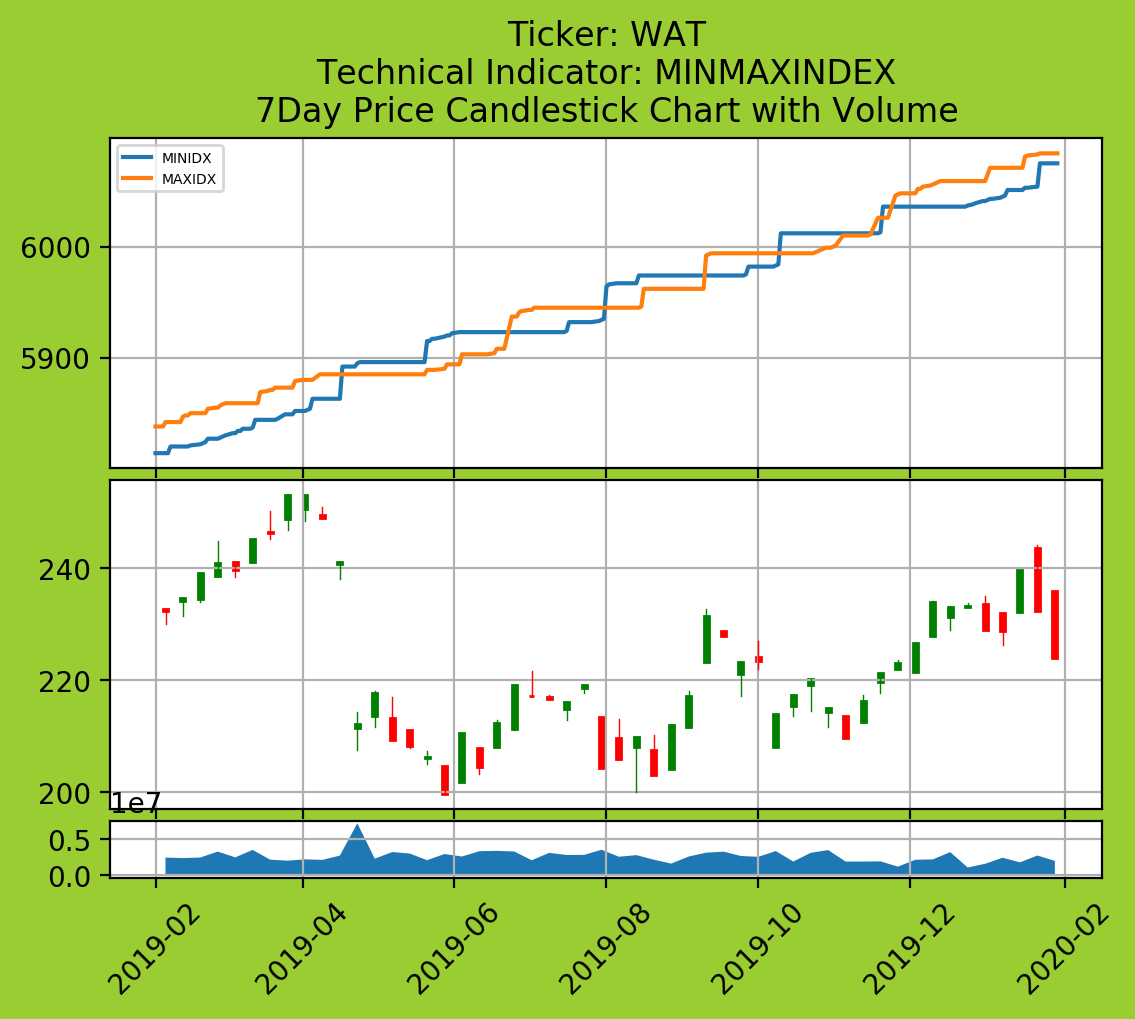 Ticker: WAT
Technical Indicator: MINMAXINDEX
7Day Price Candlestick Chart with Volume
MINIDX
MAXIDX
6000
5900
240
220
200
1e7
0.5
0.0
2019-02
2019-04
2019-06
2019-08
2019-10
2019-12
2020-02